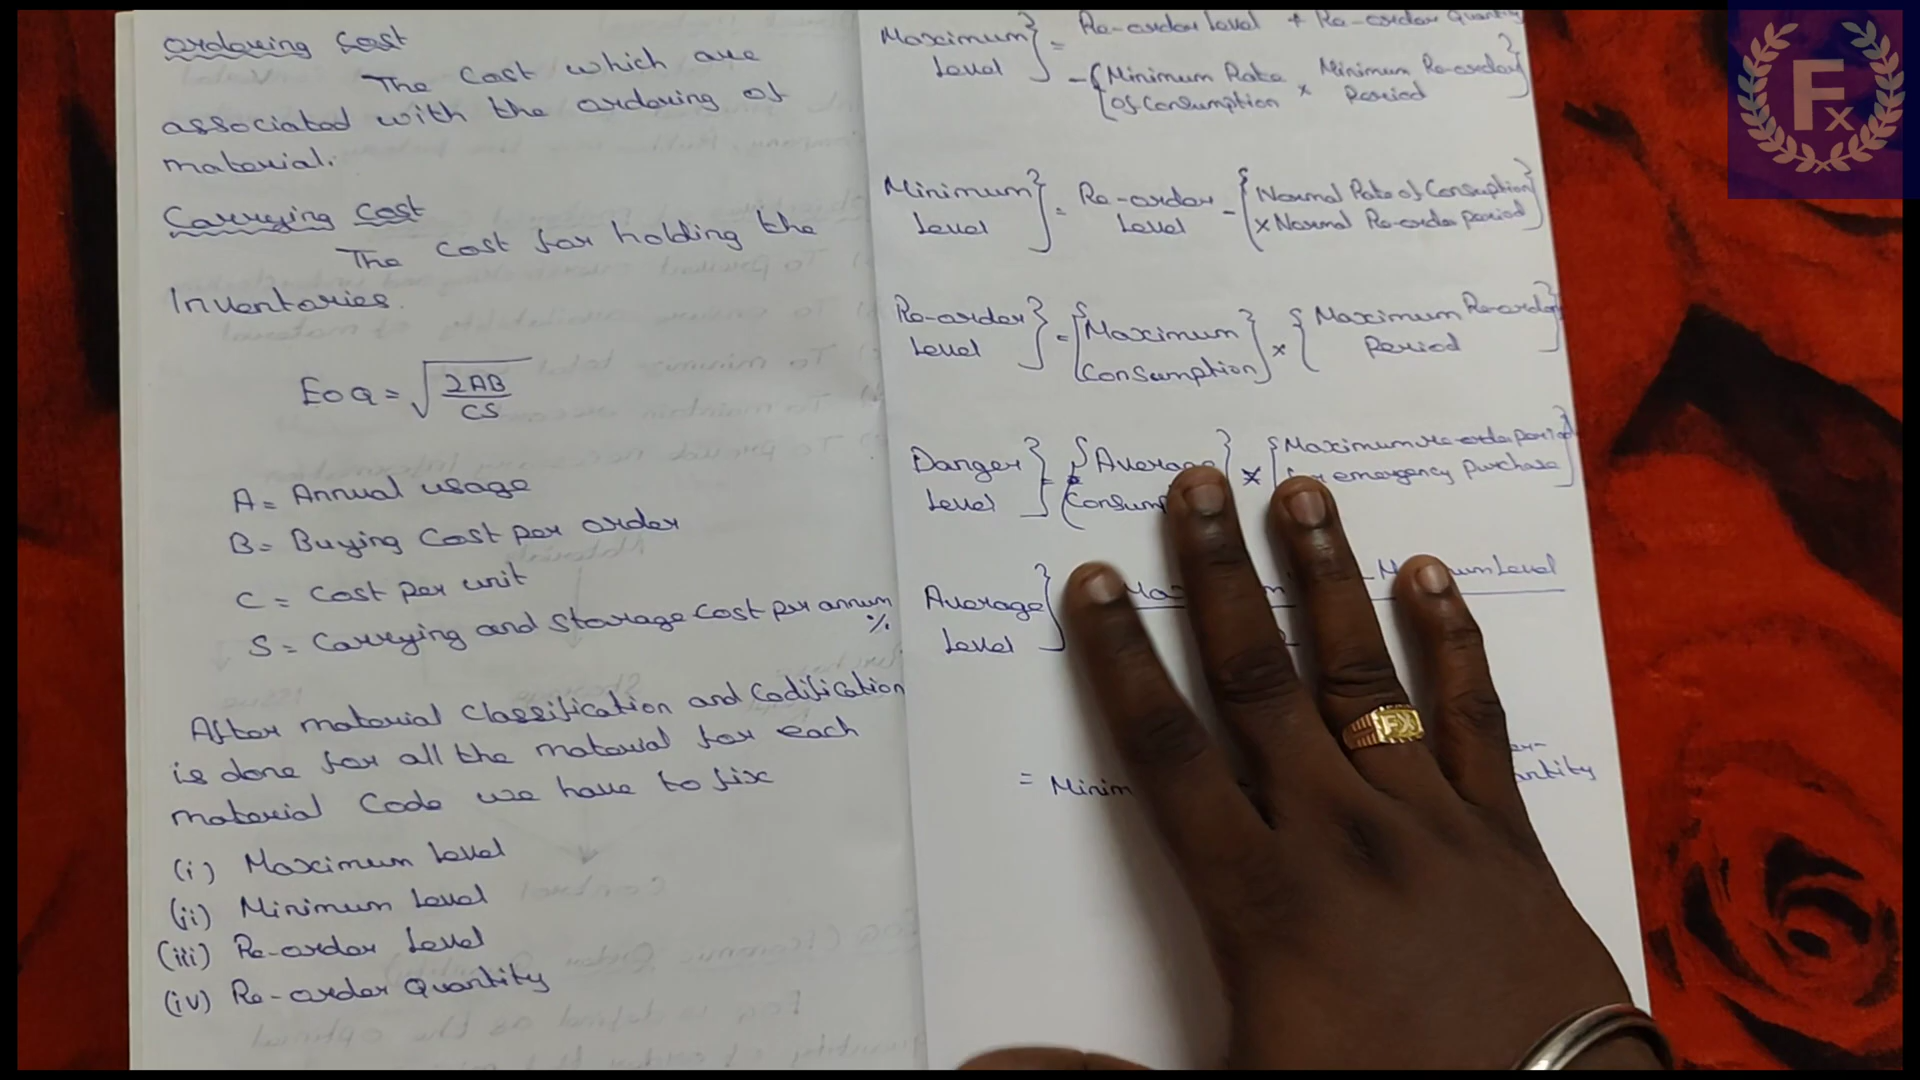 Ordering Cost
The Cost which are
associated with the ordering of
material.
Carrying Cost
The Cost for holding the
Inventories.
EOQ = √2AB/CS
A = Annual usage
B = Buying Cost per order
C = Cost per unit
S = Carrying and Storage Cost per annum
%
After material Classification and Codification
is done for all the material for each
material Code we have to fix
(i) Maximum Level
(ii) Minimum Level
(iii) Re-order Level
(iv) Re-order Quantity
Maximum Level } = Re-order Level + Re-order Quantity
- { Minimum Rate of Consumption × Minimum Re-order Period }
Minimum Level } = Re-order Level - { Normal Rate of Consuption
× Normal Re-order period }
Re-order Level } = { Maximum Consumption } × { Maximum Re-order Period }
Danger Level } = { Average } × { Maximum re-order period
emergency purchase }
Average Level }
Level
2
=
Fx
FX